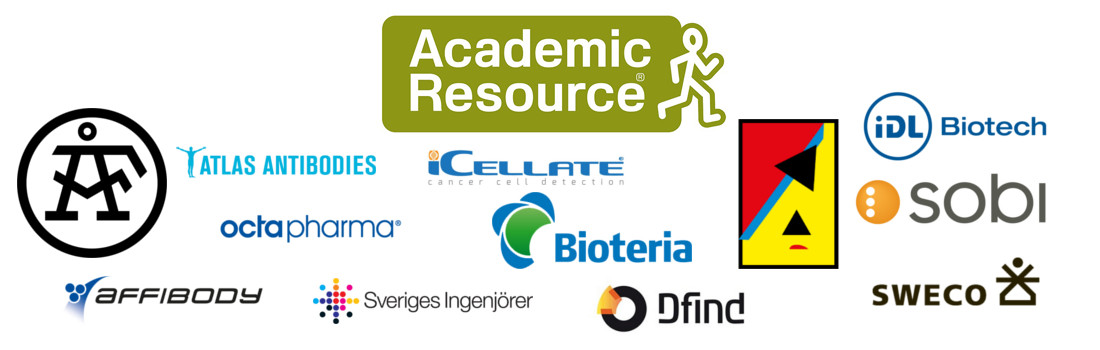 Academic
Resource®
iDL Biotech
ATLAS ANTIBODIES
iCELLATE®
cancer cell detection
sobi
octapharma®
Bioteria
AFFIBODY
Sveriges Ingenjörer
Dfind
SWECO